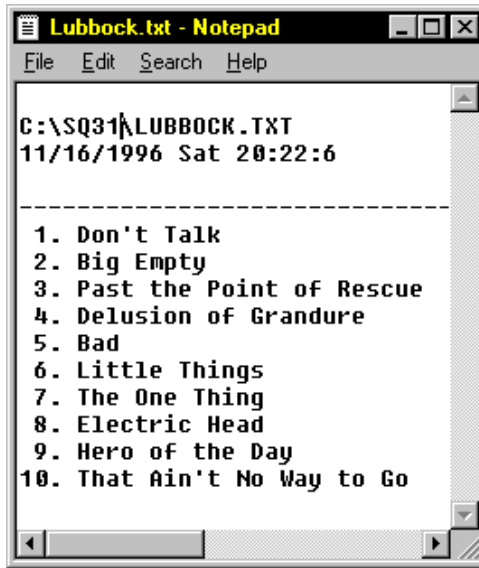 Lubbock.txt - Notepad
File Edit Search Help
C:\SQ31\LUBBOCK.TXT
11/16/1996 Sat 20:22:6
------------------------------
1. Don't Talk
2. Big Empty
3. Past the Point of Rescue
4. Delusion of Grandure
5. Bad
6. Little Things
7. The One Thing
8. Electric Head
9. Hero of the Day
10. That Ain't No Way to Go